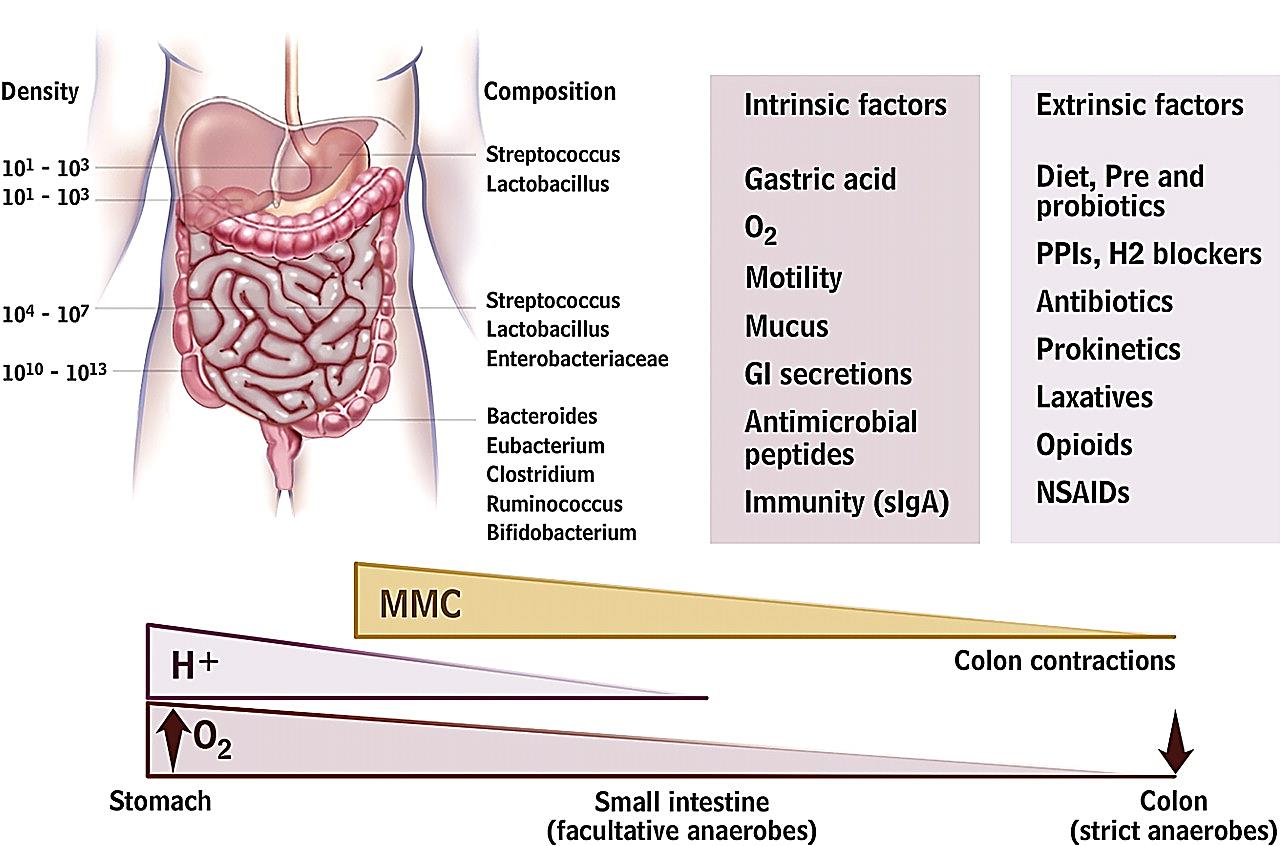 Density
10¹ - 10³
10¹ - 10³
10⁴ - 10⁷
10¹⁰ - 10¹³
Composition
Streptococcus
Lactobacillus
Streptococcus
Lactobacillus
Enterobacteriaceae
Bacteroides
Eubacterium
Clostridium
Ruminococcus
Bifidobacterium
Intrinsic factors
Gastric acid
O₂
Motility
Mucus
GI secretions
Antimicrobial
peptides
Immunity (sIgA)
Extrinsic factors
Diet, Pre and
probiotics
PPIs, H2 blockers
Antibiotics
Prokinetics
Laxatives
Opioids
NSAIDs
MMC
Colon contractions
H+
O₂
Stomach
Small intestine
(facultative anaerobes)
Colon
(strict anaerobes)